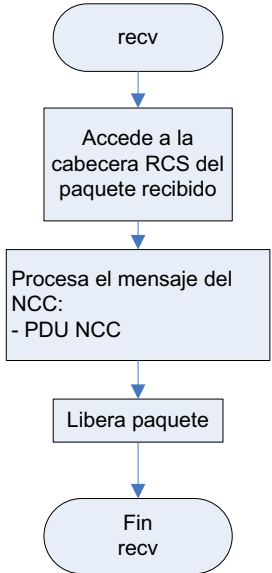 recv
Accede a la
cabecera RCS del
paquete recibido
Procesa el mensaje del
NCC:
- PDU NCC
Libera paquete
Fin
recv